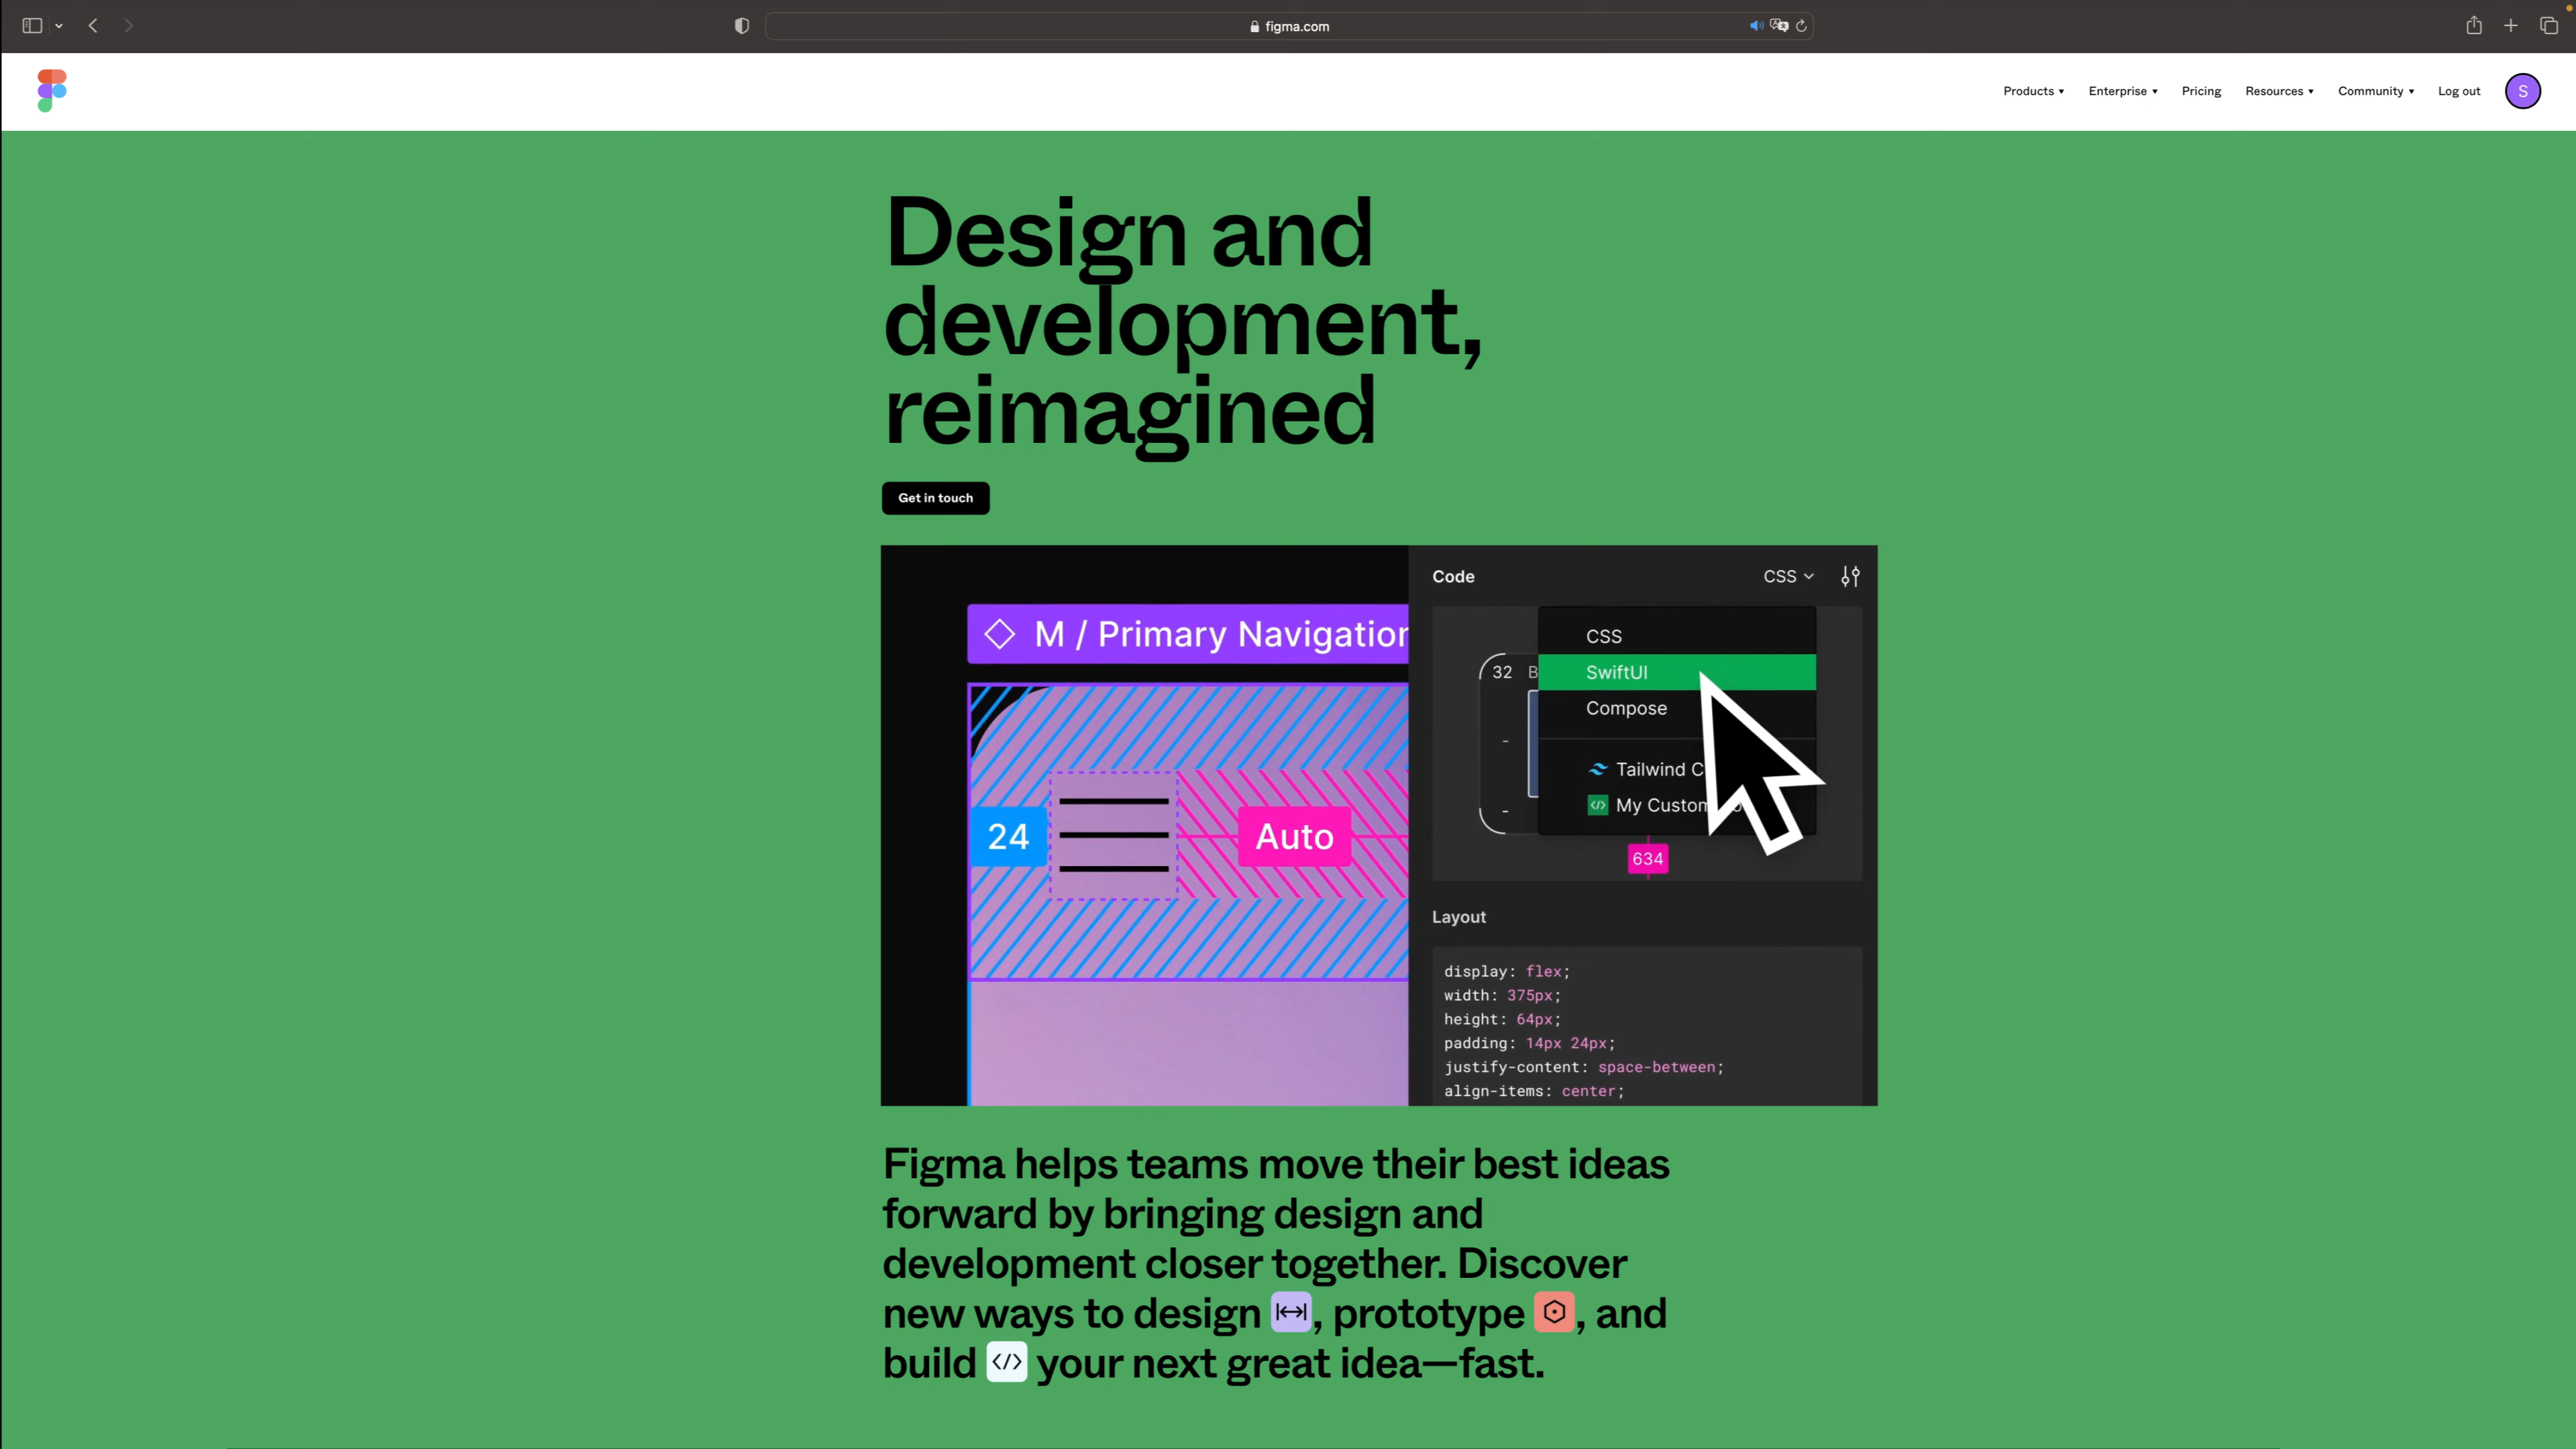 figma.com
Products Enterprise Pricing Resources Community Log out S
Design and
development,
reimagined
Get in touch
M / Primary Navigation
24
Auto
Code
CSS
CSS
32 B
SwiftUI
Compose
-
Tailwind C
- My Custom
634
Layout
display: flex;
width: 375px;
height: 64px;
padding: 14px 24px;
justify-content: space-between;
align-items: center;
Figma helps teams move their best ideas
forward by bringing design and
development closer together. Discover
new ways to design , prototype , and
build </> your next great idea—fast.